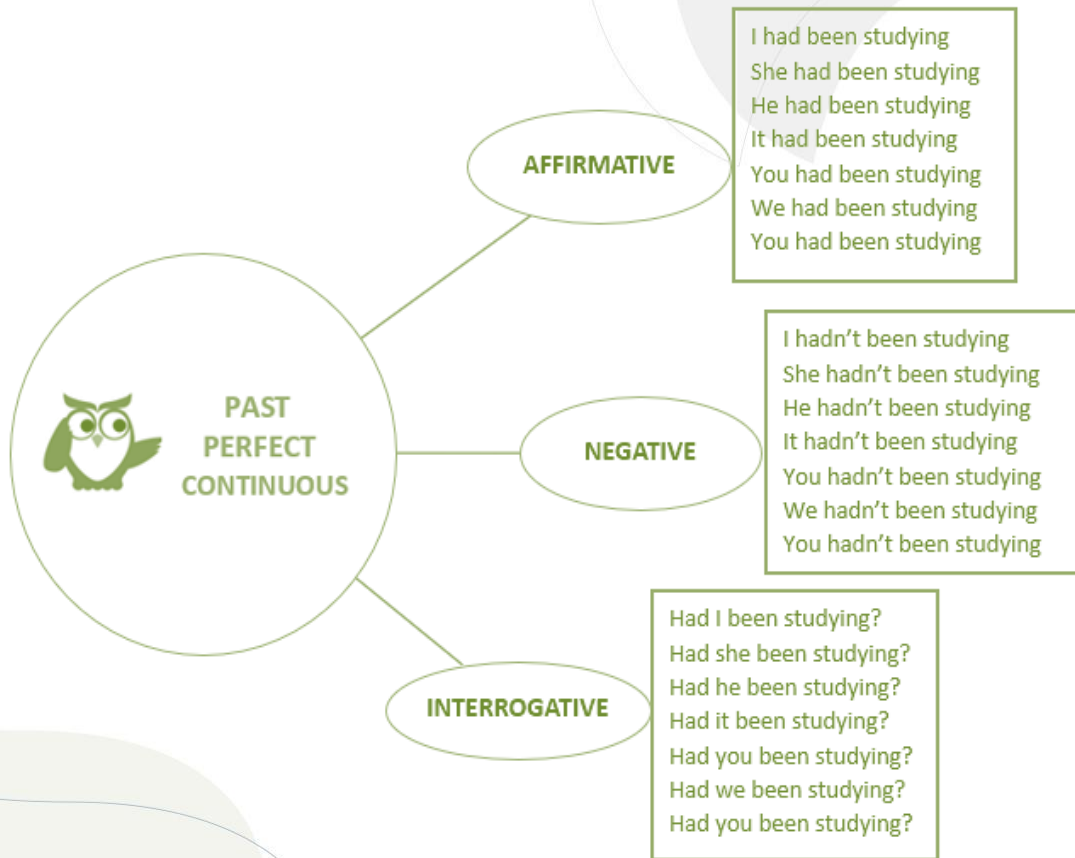 PAST
PERFECT
CONTINUOUS
AFFIRMATIVE
I had been studying
She had been studying
He had been studying
It had been studying
You had been studying
We had been studying
You had been studying
NEGATIVE
I hadn’t been studying
She hadn’t been studying
He hadn’t been studying
It hadn’t been studying
You hadn’t been studying
We hadn’t been studying
You hadn’t been studying
INTERROGATIVE
Had I been studying?
Had she been studying?
Had he been studying?
Had it been studying?
Had you been studying?
Had we been studying?
Had you been studying?